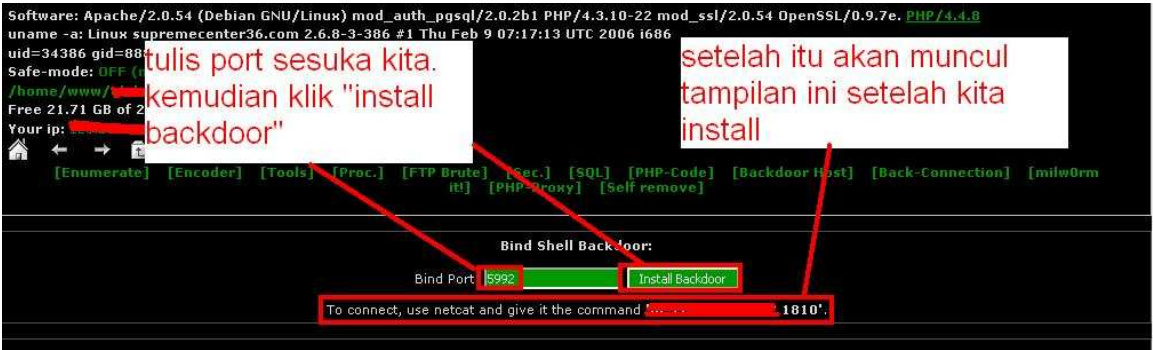 Software: Apache/2.0.54 (Debian GNU/Linux) mod_auth_pgsql/2.0.2b1 PHP/4.3.10-22 mod_ssl/2.0.54 OpenSSL/0.9.7e. PHP/4.4.8
uname -a: Linux supremecenter36.com 2.6.8-3-386 #1 Thu Feb 9 07:17:13 UTC 2006 i686
uid=34386
Safe-mode: OFF
/home/www/
Free 21.71 GB of 2
Your ip:
tulis port sesuka kita.
kemudian klik "install
backdoor"
setelah itu akan muncul
tampilan ini setelah kita
install
[Enumerate] [Encoder] [Tools] [Proc.] [FTP Brute] [Sec.] [SQL] [PHP-Code] [Backdoor Host] [Back-Connection] [milw0rm
it!] [PHP-Proxy] [Self remove]
Bind Shell Backdoor:
Bind Port 5992 Install Backdoor
To connect, use netcat and give it the command ' 1810'.